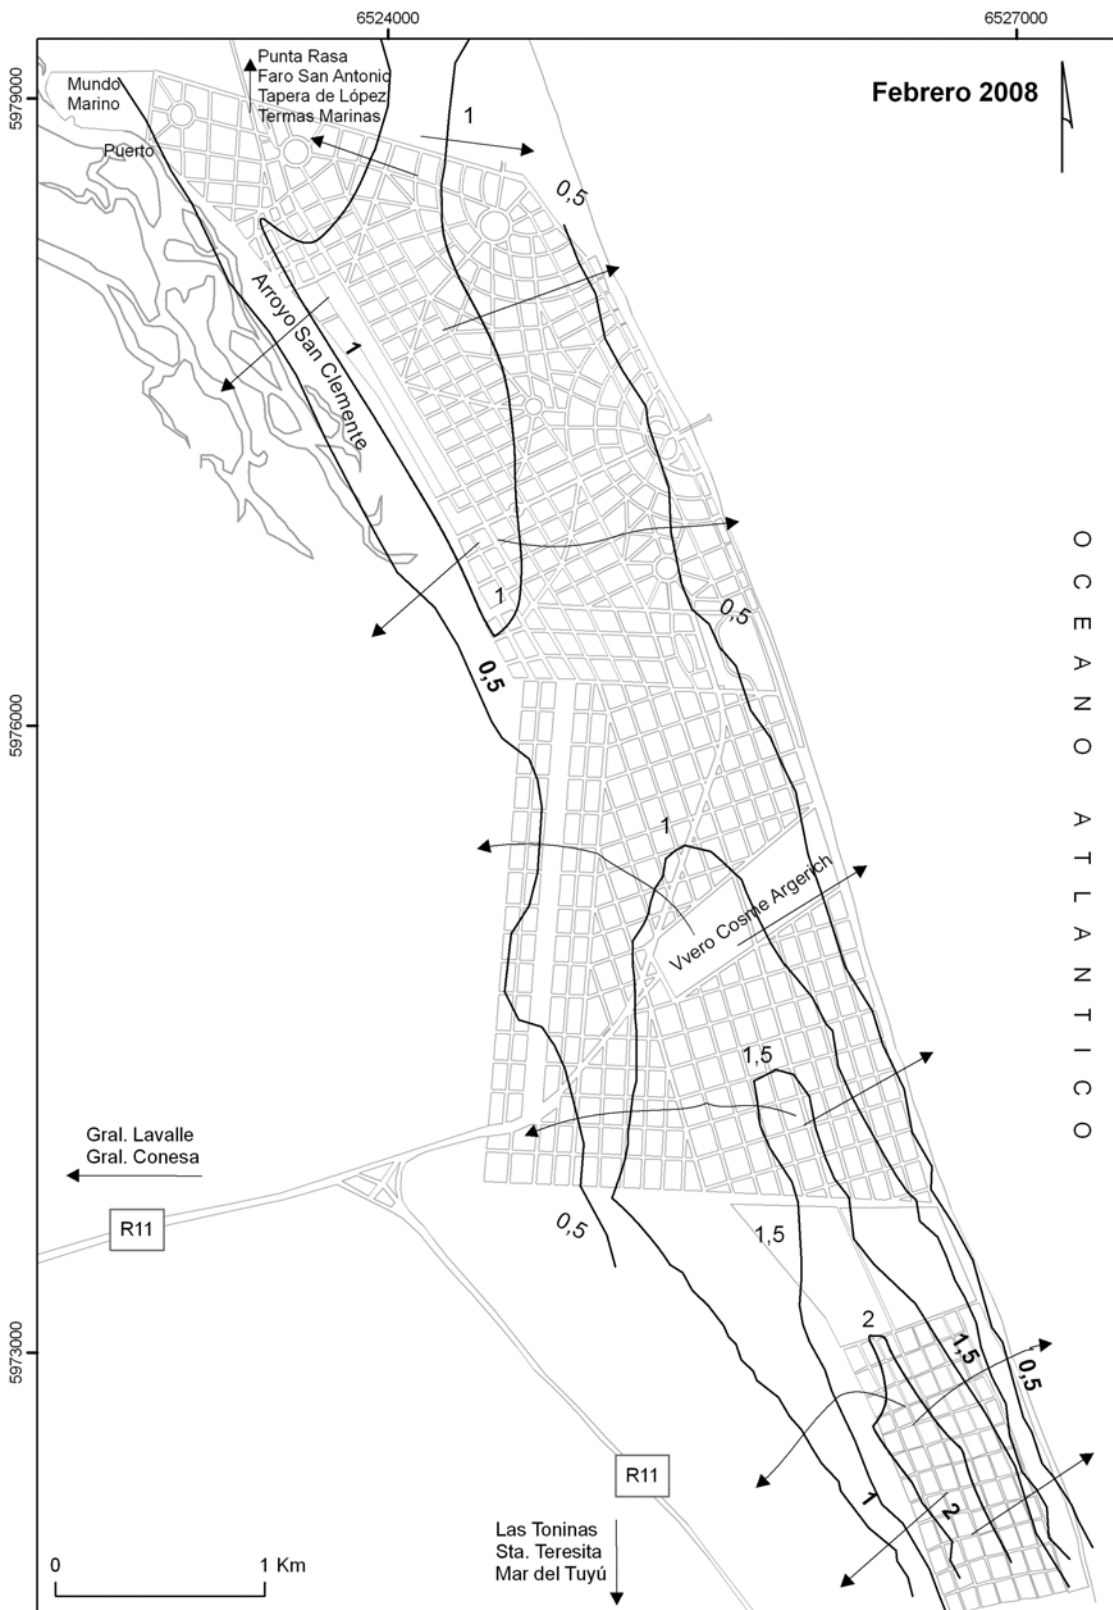 6524000
6527000
5979000
5976000
5973000
Febrero 2008
Punta Rasa
Faro San Antonio
Tapera de López
Termas Marinas
Mundo
Marino
Puerto
1
0,5
Arroyo San Clemente
1
1
0,5
0,5
1
Vvero Cosme Argerich
OCEANO ATLANTICO
1,5
Gral. Lavalle
Gral. Conesa
R11
0,5
1,5
2
1,5
0,5
R11
1
2
Las Toninas
Sta. Teresita
Mar del Tuyú
0
1 Km